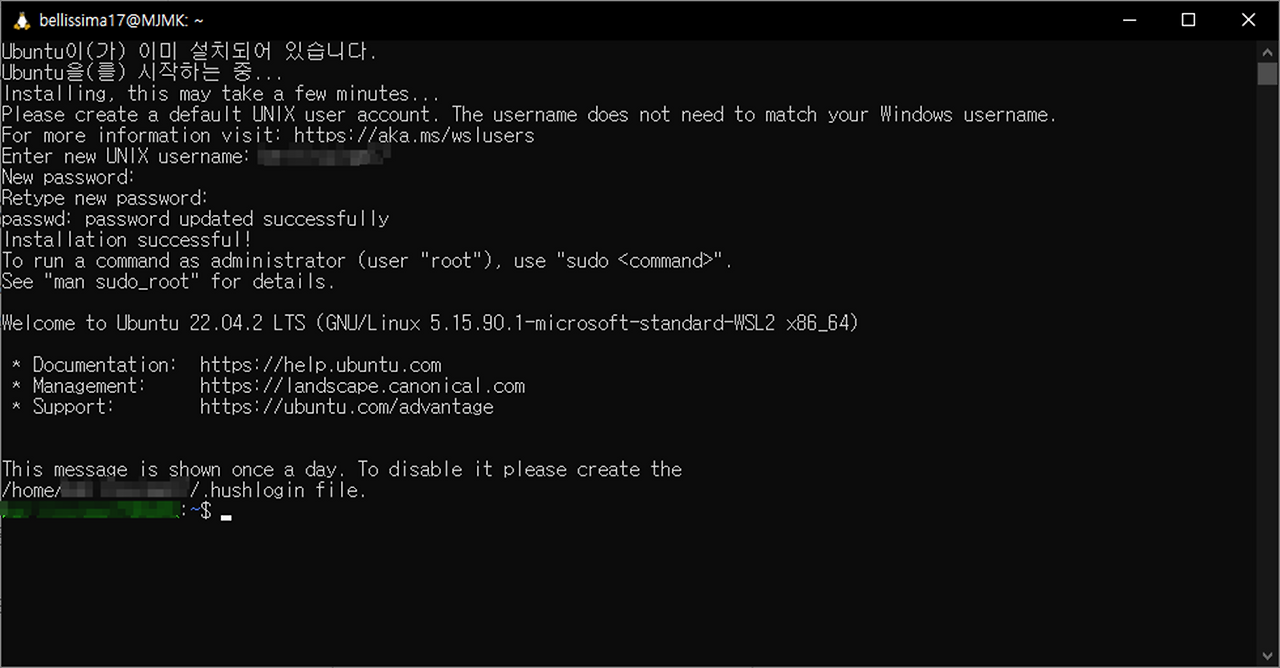 bellissima17@MJMK: ~
Ubuntu이(가) 이미 설치되어 있습니다.
Ubuntu을(를) 시작하는 중...
Installing, this may take a few minutes...
Please create a default UNIX user account. The username does not need to match your Windows username.
For more information visit: https://aka.ms/wslusers
Enter new UNIX username:
New password:
Retype new password:
passwd: password updated successfully
Installation successful!
To run a command as administrator (user "root"), use "sudo <command>".
See "man sudo_root" for details.
Welcome to Ubuntu 22.04.2 LTS (GNU/Linux 5.15.90.1-microsoft-standard-WSL2 x86_64)
* Documentation: https://help.ubuntu.com
* Management: https://landscape.canonical.com
* Support: https://ubuntu.com/advantage
This message is shown once a day. To disable it please create the
/home/ /.hushlogin file.
:~$